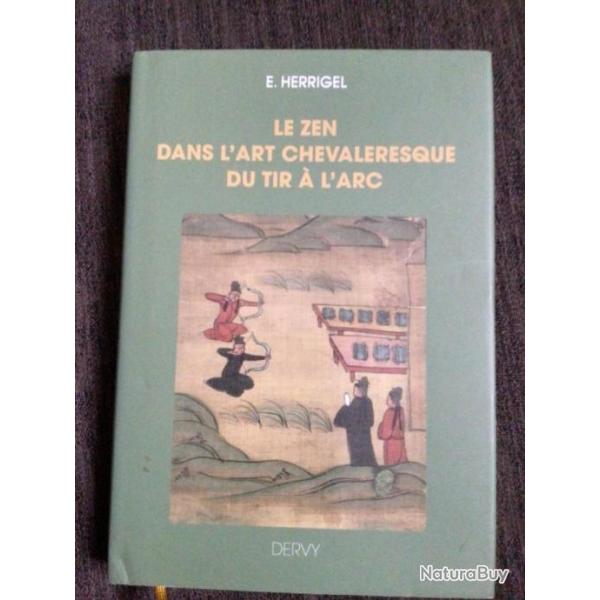 E. HERRIGEL
LE ZEN
DANS L'ART CHEVALERESQUE
DU TIR À L'ARC
DERVY
NaturaBuy